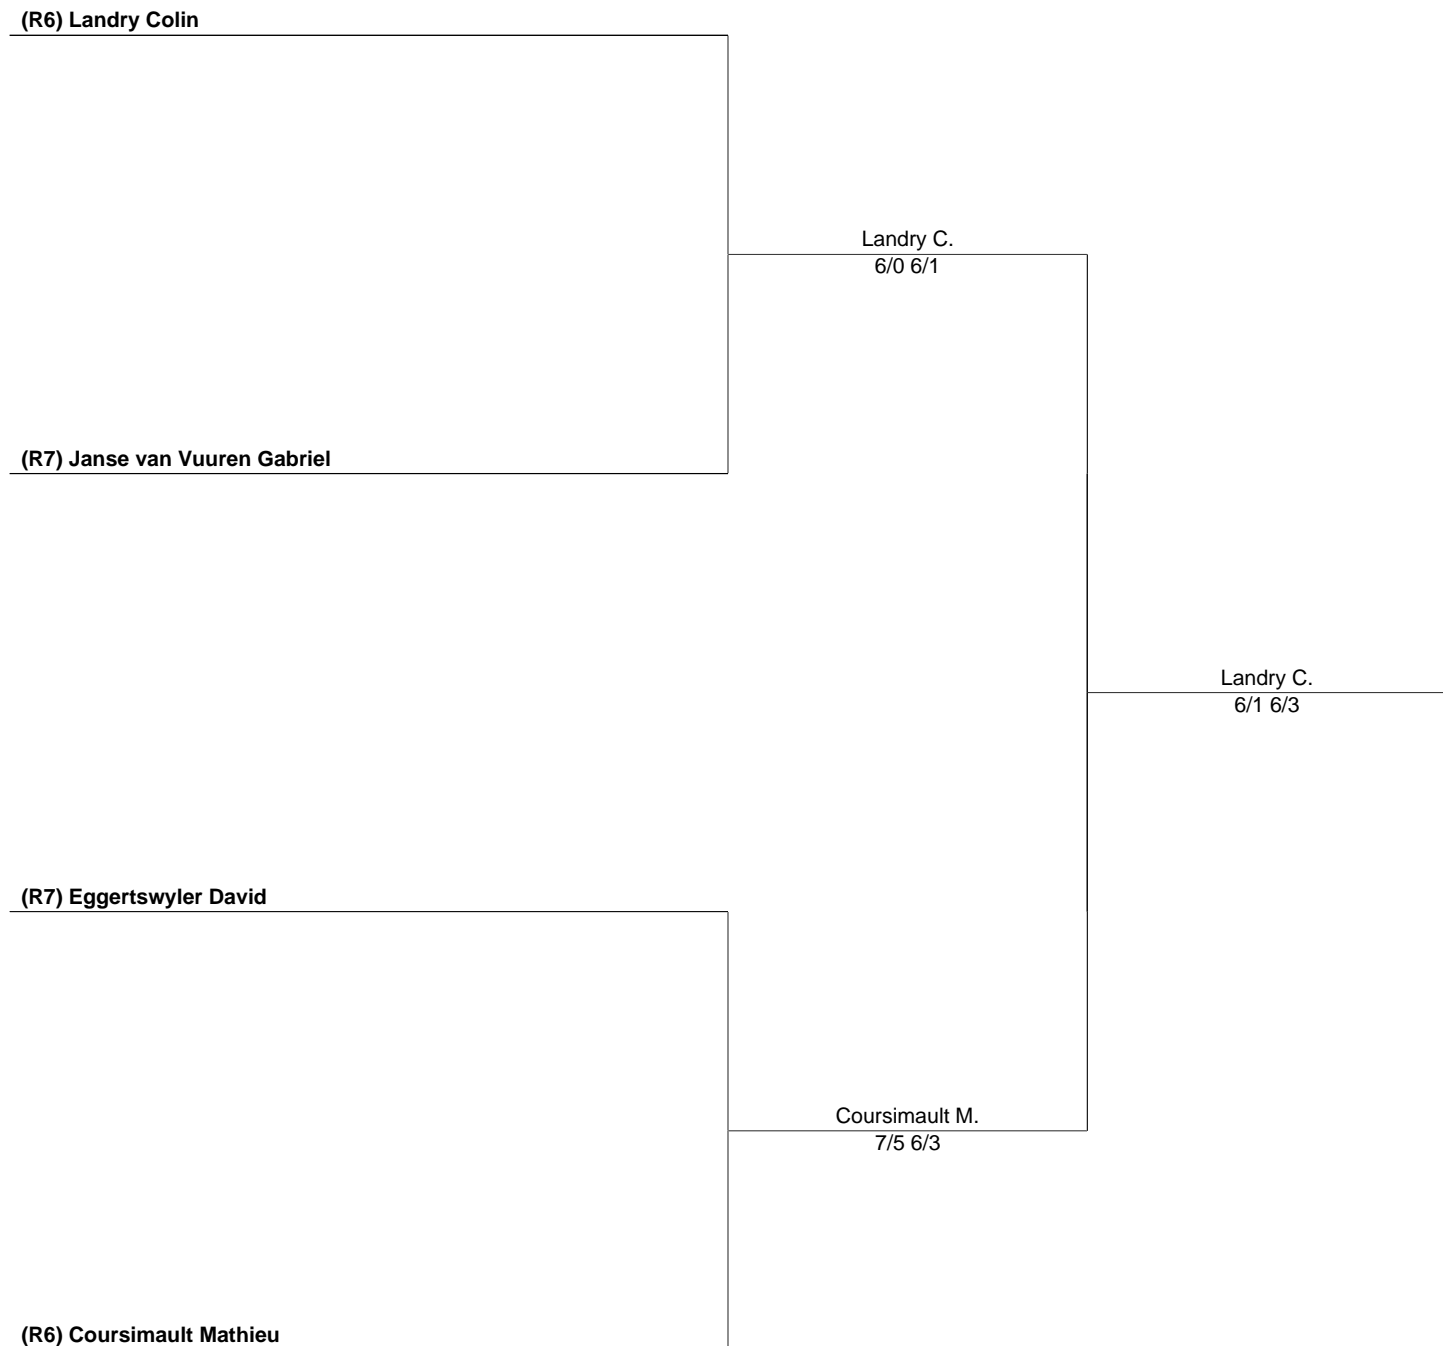 (R6) Landry Colin
Landry C.
6/0 6/1
(R7) Janse van Vuuren Gabriel
Landry C.
6/1 6/3
(R7) Eggertswyler David
Coursimault M.
7/5 6/3
(R6) Coursimault Mathieu